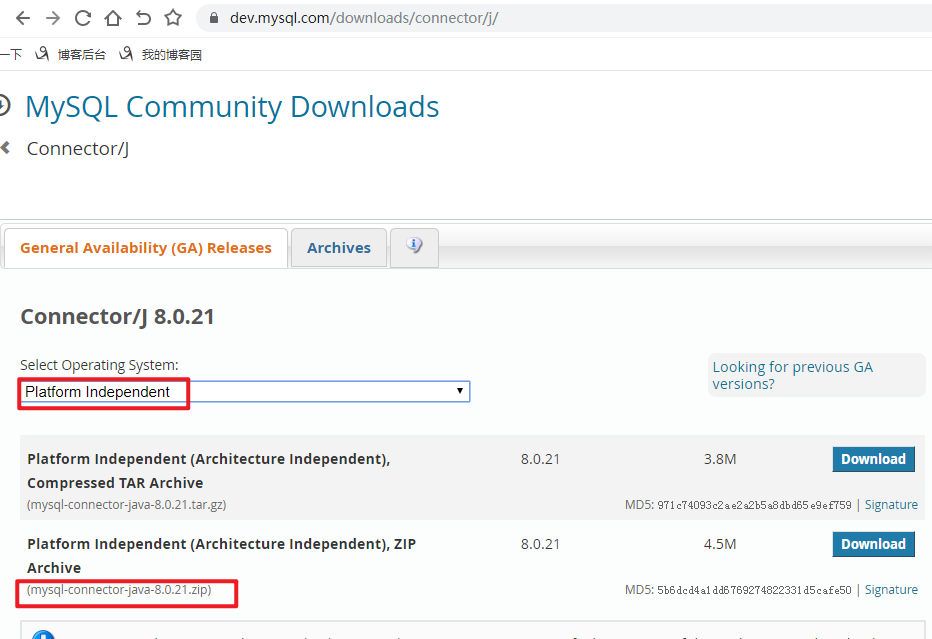 dev.mysql.com/downloads/connector/j/
一下 博客后台 我的博客园
MySQL Community Downloads
Connector/J
General Availability (GA) Releases Archives
Connector/J 8.0.21
Select Operating System:
Looking for previous GA
versions?
Platform Independent
Platform Independent (Architecture Independent), 8.0.21 3.8M Download
Compressed TAR Archive
(mysql-connector-java-8.0.21.tar.gz) MD5: 971c74093c2ae2a2b5a8dbd65e9ef759 | Signature
Platform Independent (Architecture Independent), ZIP 8.0.21 4.5M Download
Archive
(mysql-connector-java-8.0.21.zip) MD5: 5b6dcd4a1dd6769274822331d5cafe50 | Signature